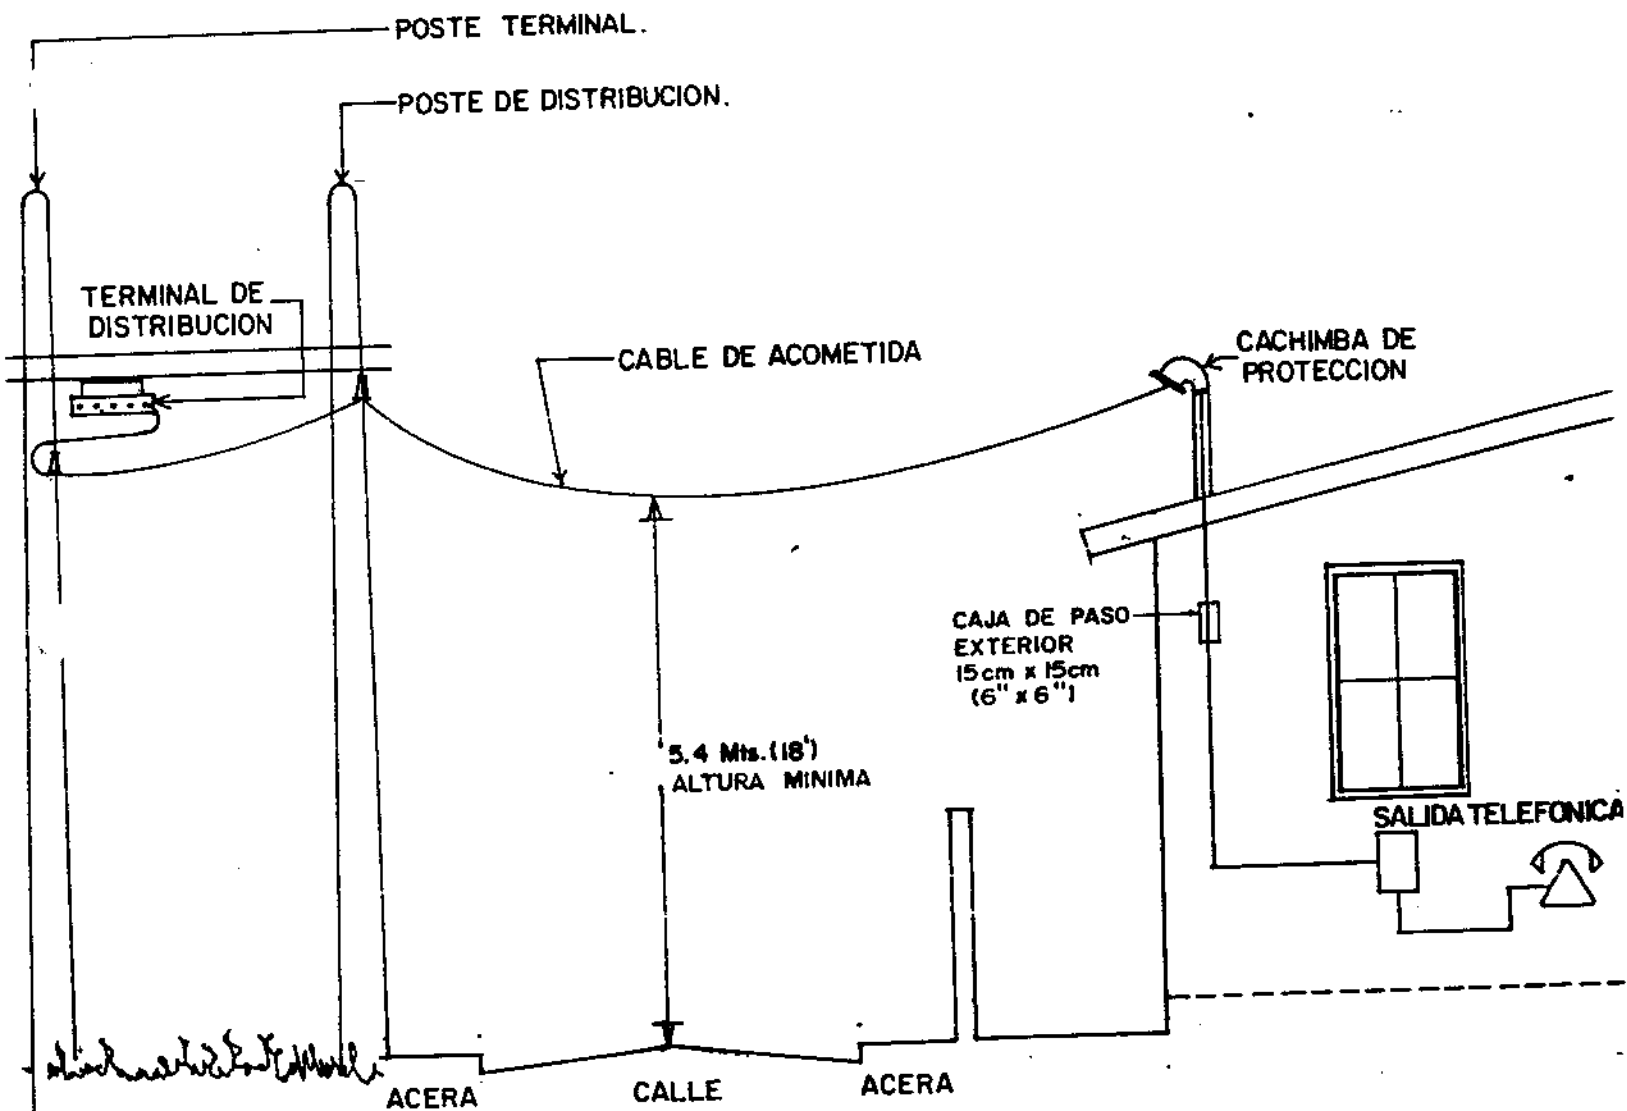 POSTE TERMINAL.
POSTE DE DISTRIBUCION.
TERMINAL DE
DISTRIBUCION
CABLE DE ACOMETIDA
CACHIMBA DE
PROTECCION
CAJA DE PASO
EXTERIOR
15cm x 15cm
(6" x 6")
5.4 Mts.(18')
ALTURA MINIMA
SALIDA TELEFONICA
ACERA
CALLE
ACERA